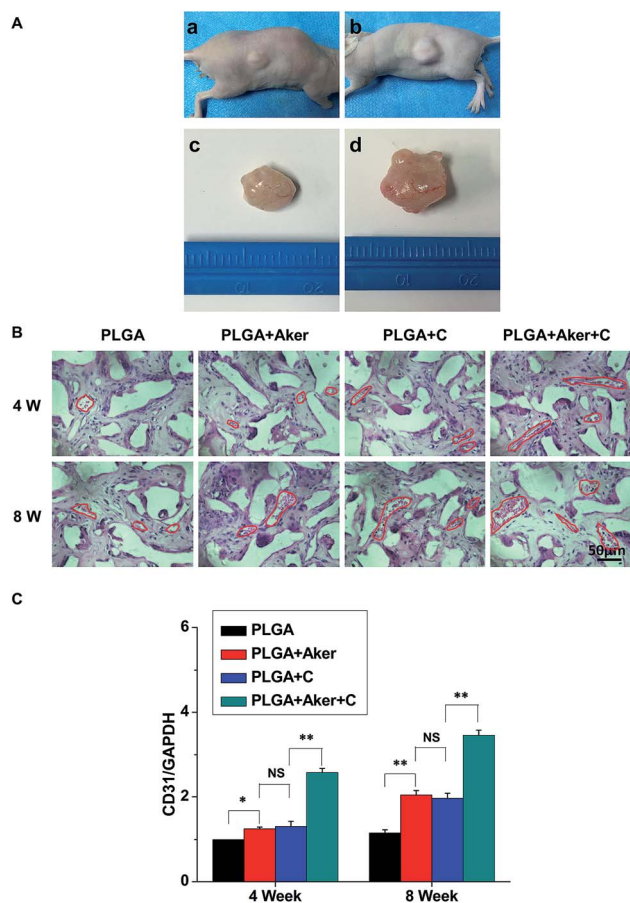 A
a
b
c
d
10
20
10
20
B
PLGA
PLGA+Aker
PLGA+C
PLGA+Aker+C
4 W
8 W
50μm
C
PLGA
PLGA+Aker
PLGA+C
PLGA+Aker+C
CD31/GAPDH
6
4
2
0
*
NS
**
**
NS
**
4 Week
8 Week